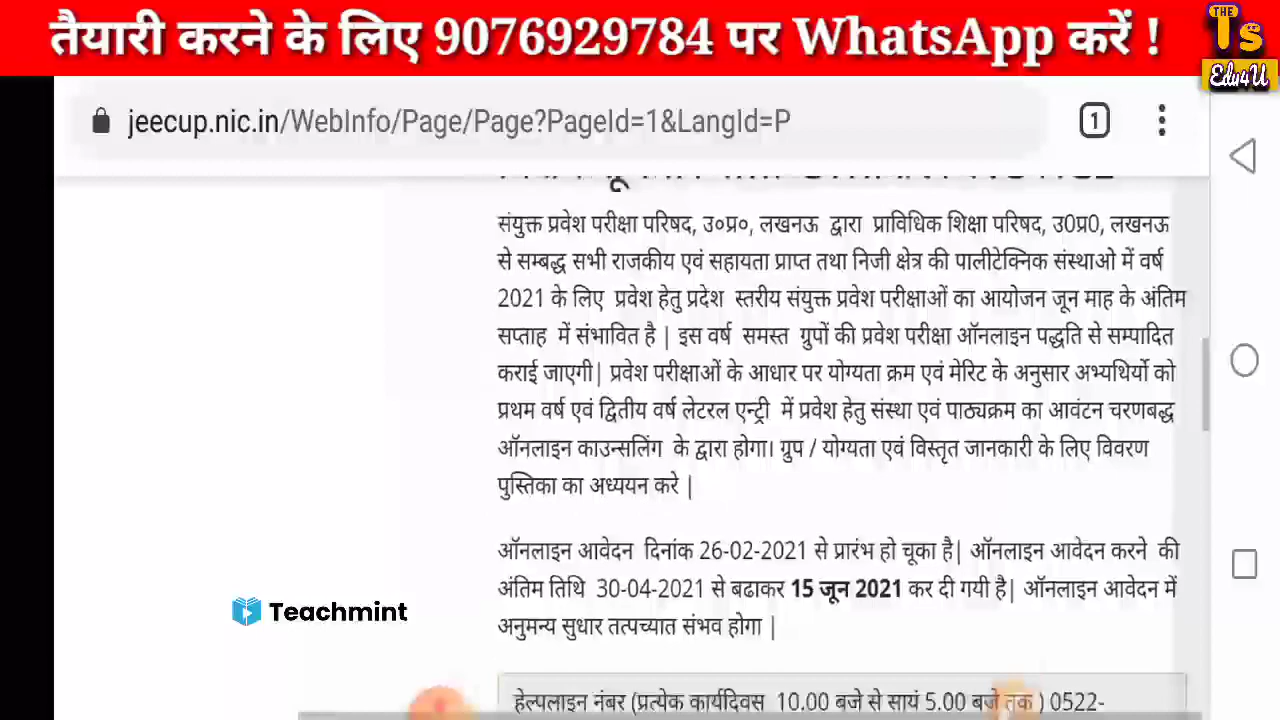 तैयारी करने के लिए 9076929784 पर WhatsApp करें !
THE
Ts
Edu4U
jeecup.nic.in/WebInfo/Page/Page?PageId=1&LangId=P
1
संयुक्त प्रवेश परीक्षा परिषद, उ०प्र०, लखनऊ द्वारा प्राविधिक शिक्षा परिषद, उ0प्र0, लखनऊ
से सम्बद्ध सभी राजकीय एवं सहायता प्राप्त तथा निजी क्षेत्र की पालीटेक्निक संस्थाओ में वर्ष
2021 के लिए प्रवेश हेतु प्रदेश स्तरीय संयुक्त प्रवेश परीक्षाओं का आयोजन जून माह के अंतिम
सप्ताह में संभावित है | इस वर्ष समस्त ग्रुपों की प्रवेश परीक्षा ऑनलाइन पद्धति से सम्पादित
कराई जाएगी| प्रवेश परीक्षाओं के आधार पर योग्यता क्रम एवं मेरिट के अनुसार अभ्यथिर्यो को
प्रथम वर्ष एवं द्वितीय वर्ष लेटरल एन्ट्री में प्रवेश हेतु संस्था एवं पाठ्यक्रम का आवंटन चरणबद्ध
ऑनलाइन काउन्सलिंग के द्वारा होगा। ग्रुप / योग्यता एवं विस्तृत जानकारी के लिए विवरण
पुस्तिका का अध्ययन करे |
ऑनलाइन आवेदन दिनांक 26-02-2021 से प्रारंभ हो चूका है| ऑनलाइन आवेदन करने की
अंतिम तिथि 30-04-2021 से बढाकर 15 जून 2021 कर दी गयी है| ऑनलाइन आवेदन में
अनुमन्य सुधार तत्पच्यात संभव होगा |
Teachmint
हेल्पलाइन नंबर (प्रत्येक कार्यदिवस 10.00 बजे से सायं 5.00 बजे तक ) 0522-